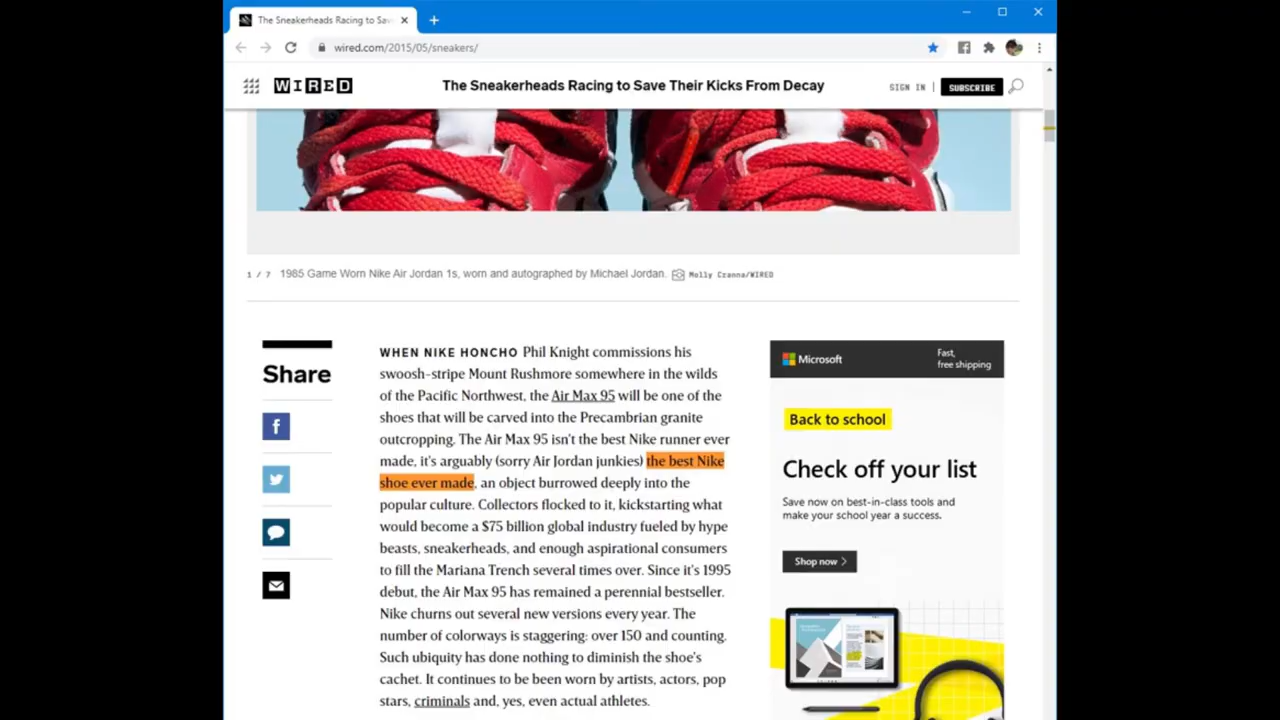 The Sneakerheads Racing to Sav
wired.com/2015/05/sneakers/
WIRED
The Sneakerheads Racing to Save Their Kicks From Decay
SIGN IN | SUBSCRIBE
1 / 7 1985 Game Worn Nike Air Jordan 1s, worn and autographed by Michael Jordan. Molly Cranna/WIRED
Share
WHEN NIKE HONCHO Phil Knight commissions his
swoosh-stripe Mount Rushmore somewhere in the wilds
of the Pacific Northwest, the Air Max 95 will be one of the
shoes that will be carved into the Precambrian granite
outcropping. The Air Max 95 isn't the best Nike runner ever
made, it's arguably (sorry Air Jordan junkies) the best Nike
shoe ever made, an object burrowed deeply into the
popular culture. Collectors flocked to it, kickstarting what
would become a $75 billion global industry fueled by hype
beasts, sneakerheads, and enough aspirational consumers
to fill the Mariana Trench several times over. Since it's 1995
debut, the Air Max 95 has remained a perennial bestseller.
Nike churns out several new versions every year. The
number of colorways is staggering: over 150 and counting.
Such ubiquity has done nothing to diminish the shoe's
cachet. It continues to be worn by artists, actors, pop
stars, criminals and, yes, even actual athletes.
Microsoft
Fast,
free shipping
Back to school
Check off your list
Save now on best-in-class tools and
make your school year a success.
Shop now